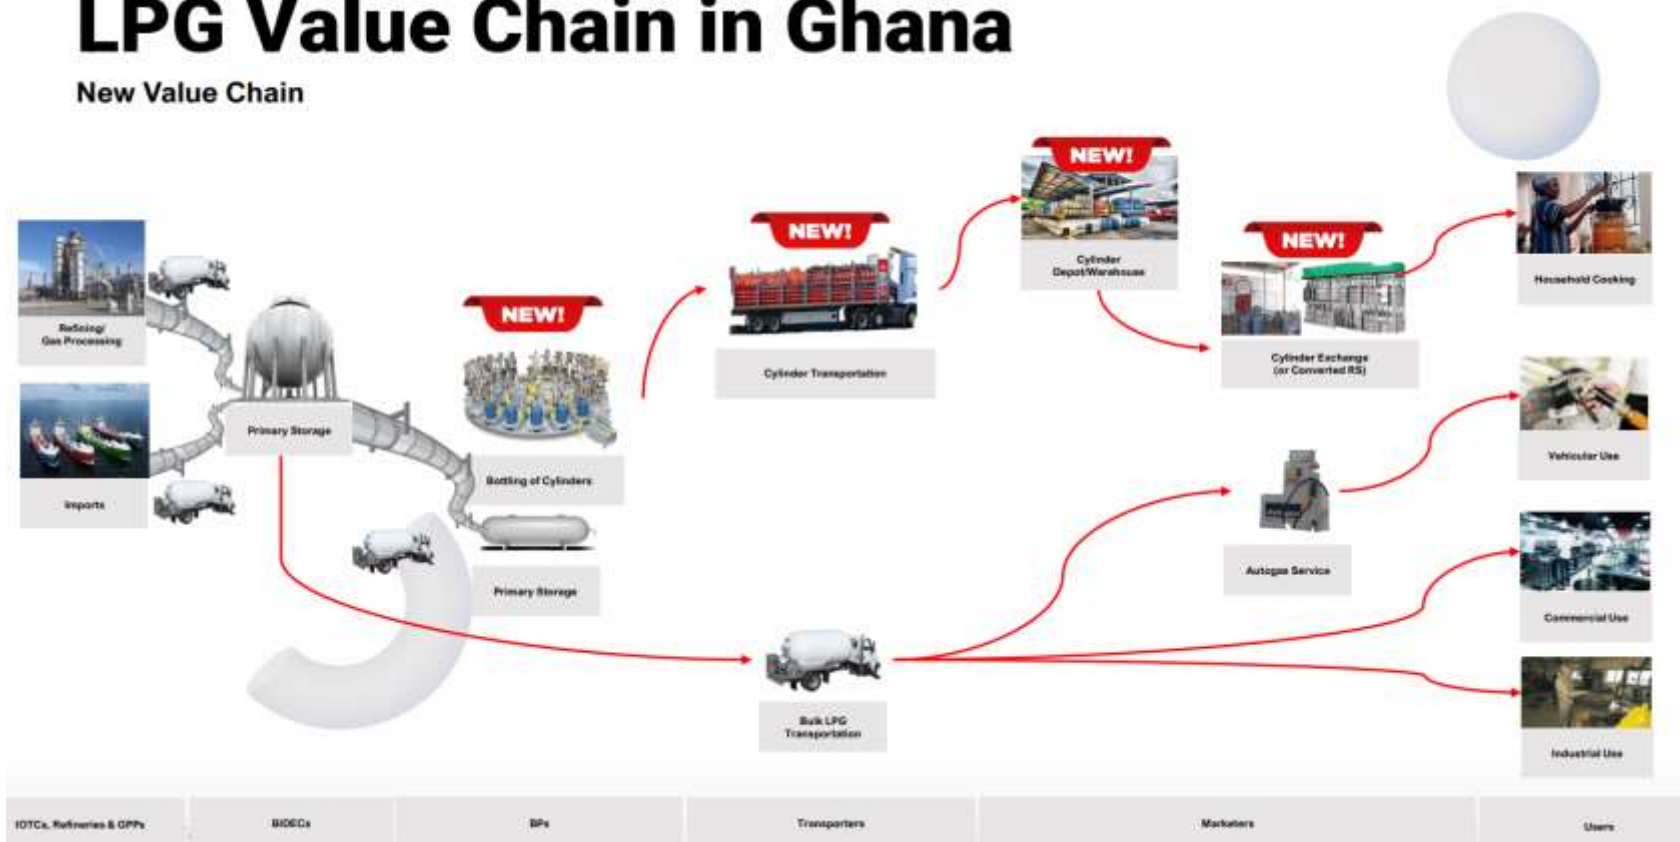 LPG Value Chain in Ghana
New Value Chain
NEW!
Cylinder
Depot/Warehouse
NEW!
Cylinder Transportation
NEW!
Cylinder Exchange
(or Converted RS)
Household Cooking
Refining/
Gas Processing
NEW!
Bottling of Cylinders
Primary Storage
Imports
Primary Storage
Vehicular Use
Autogas Service
Commercial Use
Bulk LPG
Transportation
Industrial Use
IOTCs, Refineries & GPPs
BIDECs
BPs
Transporters
Marketers
Users